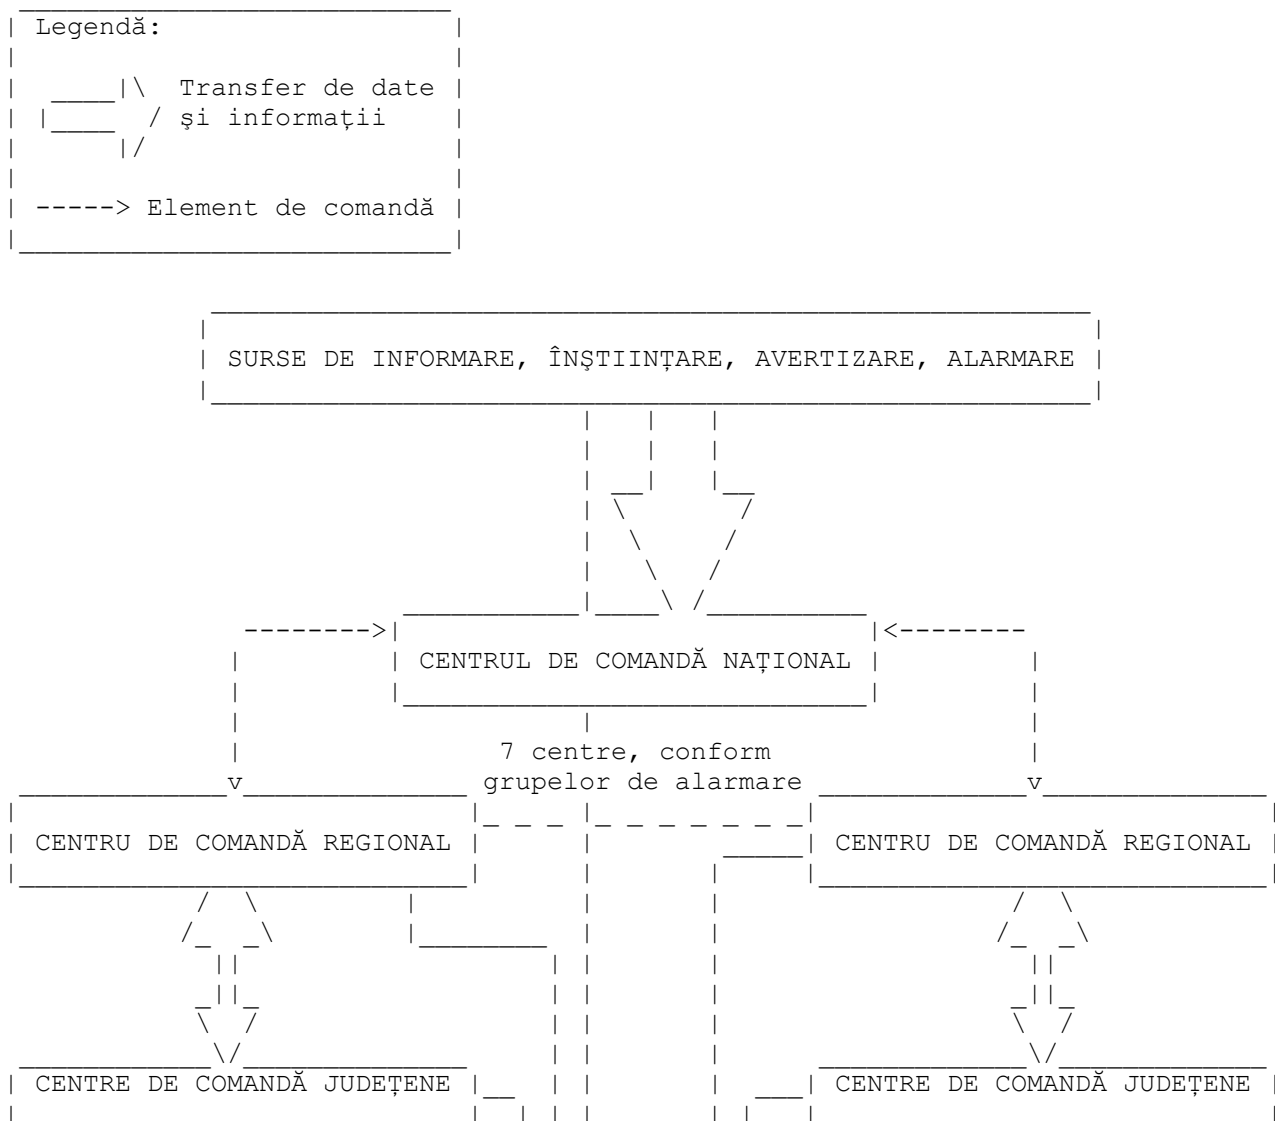 Legendă:
Transfer de date
şi informaţii
-----> Element de comandă
SURSE DE INFORMARE, ÎNŞTIINŢARE, AVERTIZARE, ALARMARE
CENTRUL DE COMANDĂ NAŢIONAL
7 centre, conform
grupelor de alarmare
CENTRU DE COMANDĂ REGIONAL
CENTRU DE COMANDĂ REGIONAL
CENTRE DE COMANDĂ JUDEŢENE
CENTRE DE COMANDĂ JUDEŢENE